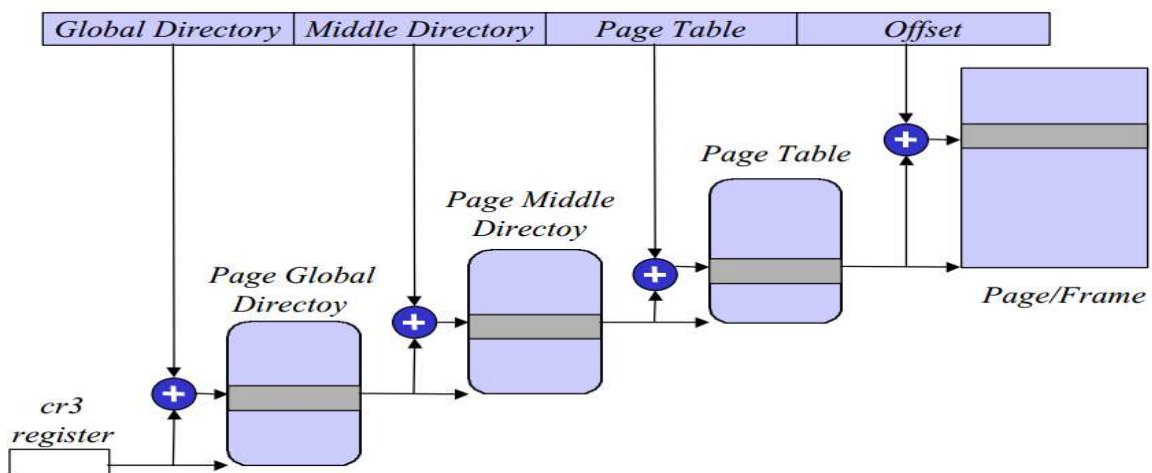 Global Directory Middle Directory Page Table Offset
Page Table
Page Middle
Directoy
Page Global
Directoy
Page/Frame
cr3
register